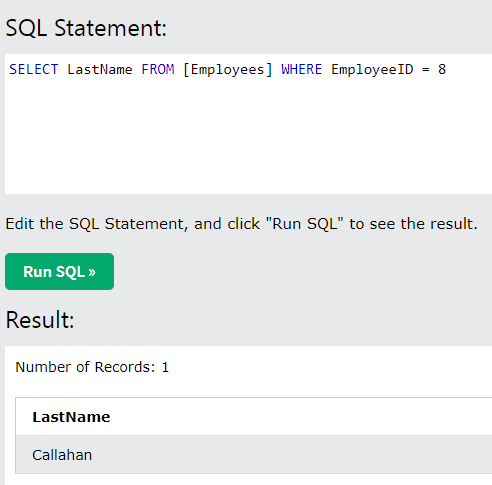 SQL Statement:
SELECT LastName FROM [Employees] WHERE EmployeeID = 8
Edit the SQL Statement, and click "Run SQL" to see the result.
Run SQL »
Result:
Number of Records: 1
LastName
Callahan